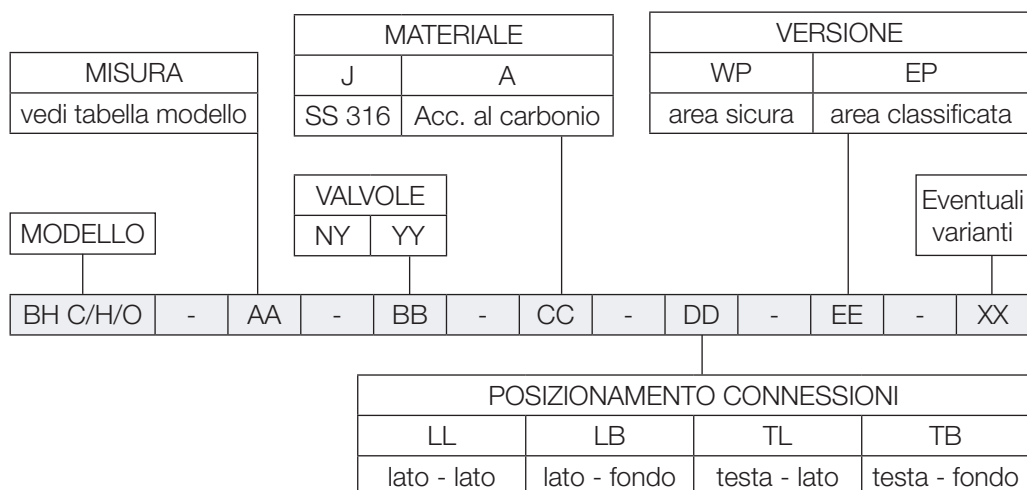 MISURA
vedi tabella modello
MATERIALE
J A
SS 316 Acc. al carbonio
VERSIONE
WP EP
area sicura area classificata
MODELLO
VALVOLE
NY YY
Eventuali
varianti
BH C/H/O - AA - BB - CC - DD - EE - XX
POSIZIONAMENTO CONNESSIONI
LL LB TL TB
lato - lato lato - fondo testa - lato testa - fondo